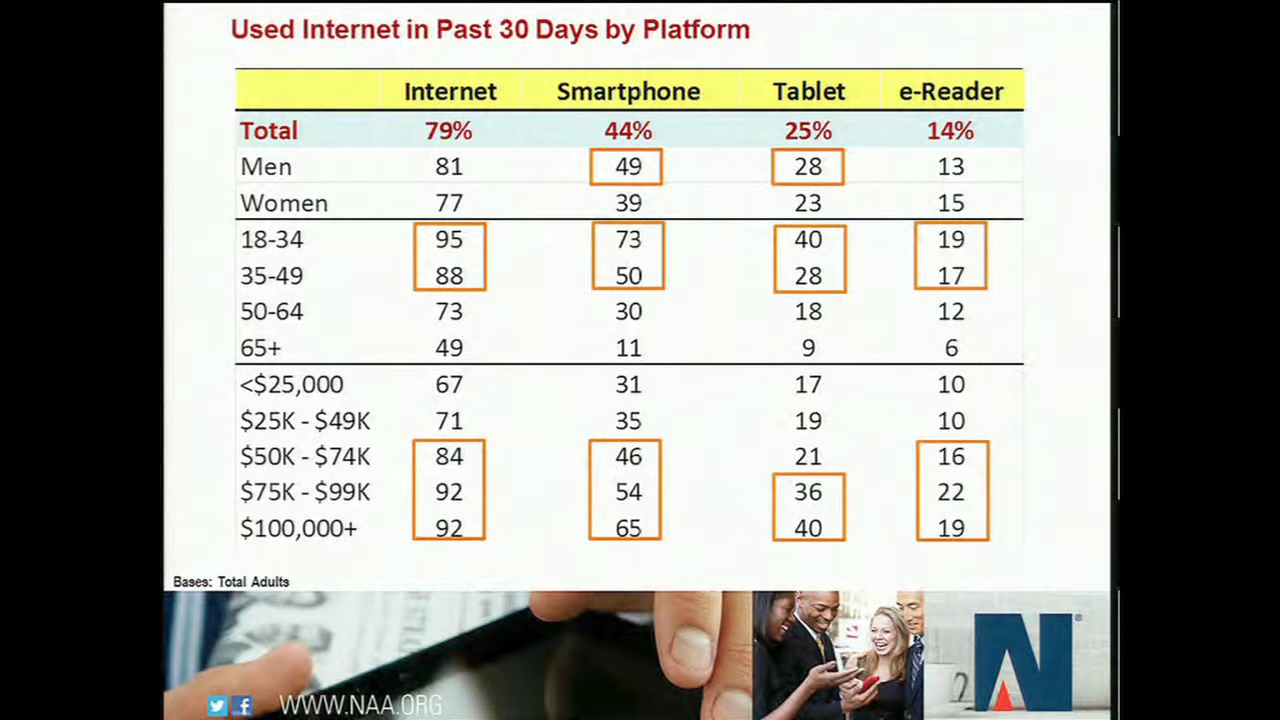 Used Internet in Past 30 Days by Platform
Internet Smartphone Tablet e-Reader
Total 79% 44% 25% 14%
Men 81 49 28 13
Women 77 39 23 15
18-34 95 73 40 19
35-49 88 50 28 17
50-64 73 30 18 12
65+ 49 11 9 6
<$25,000 67 31 17 10
$25K - $49K 71 35 19 10
$50K - $74K 84 46 21 16
$75K - $99K 92 54 36 22
$100,000+ 92 65 40 19
Bases: Total Adults
N®
WWW.NAA.ORG